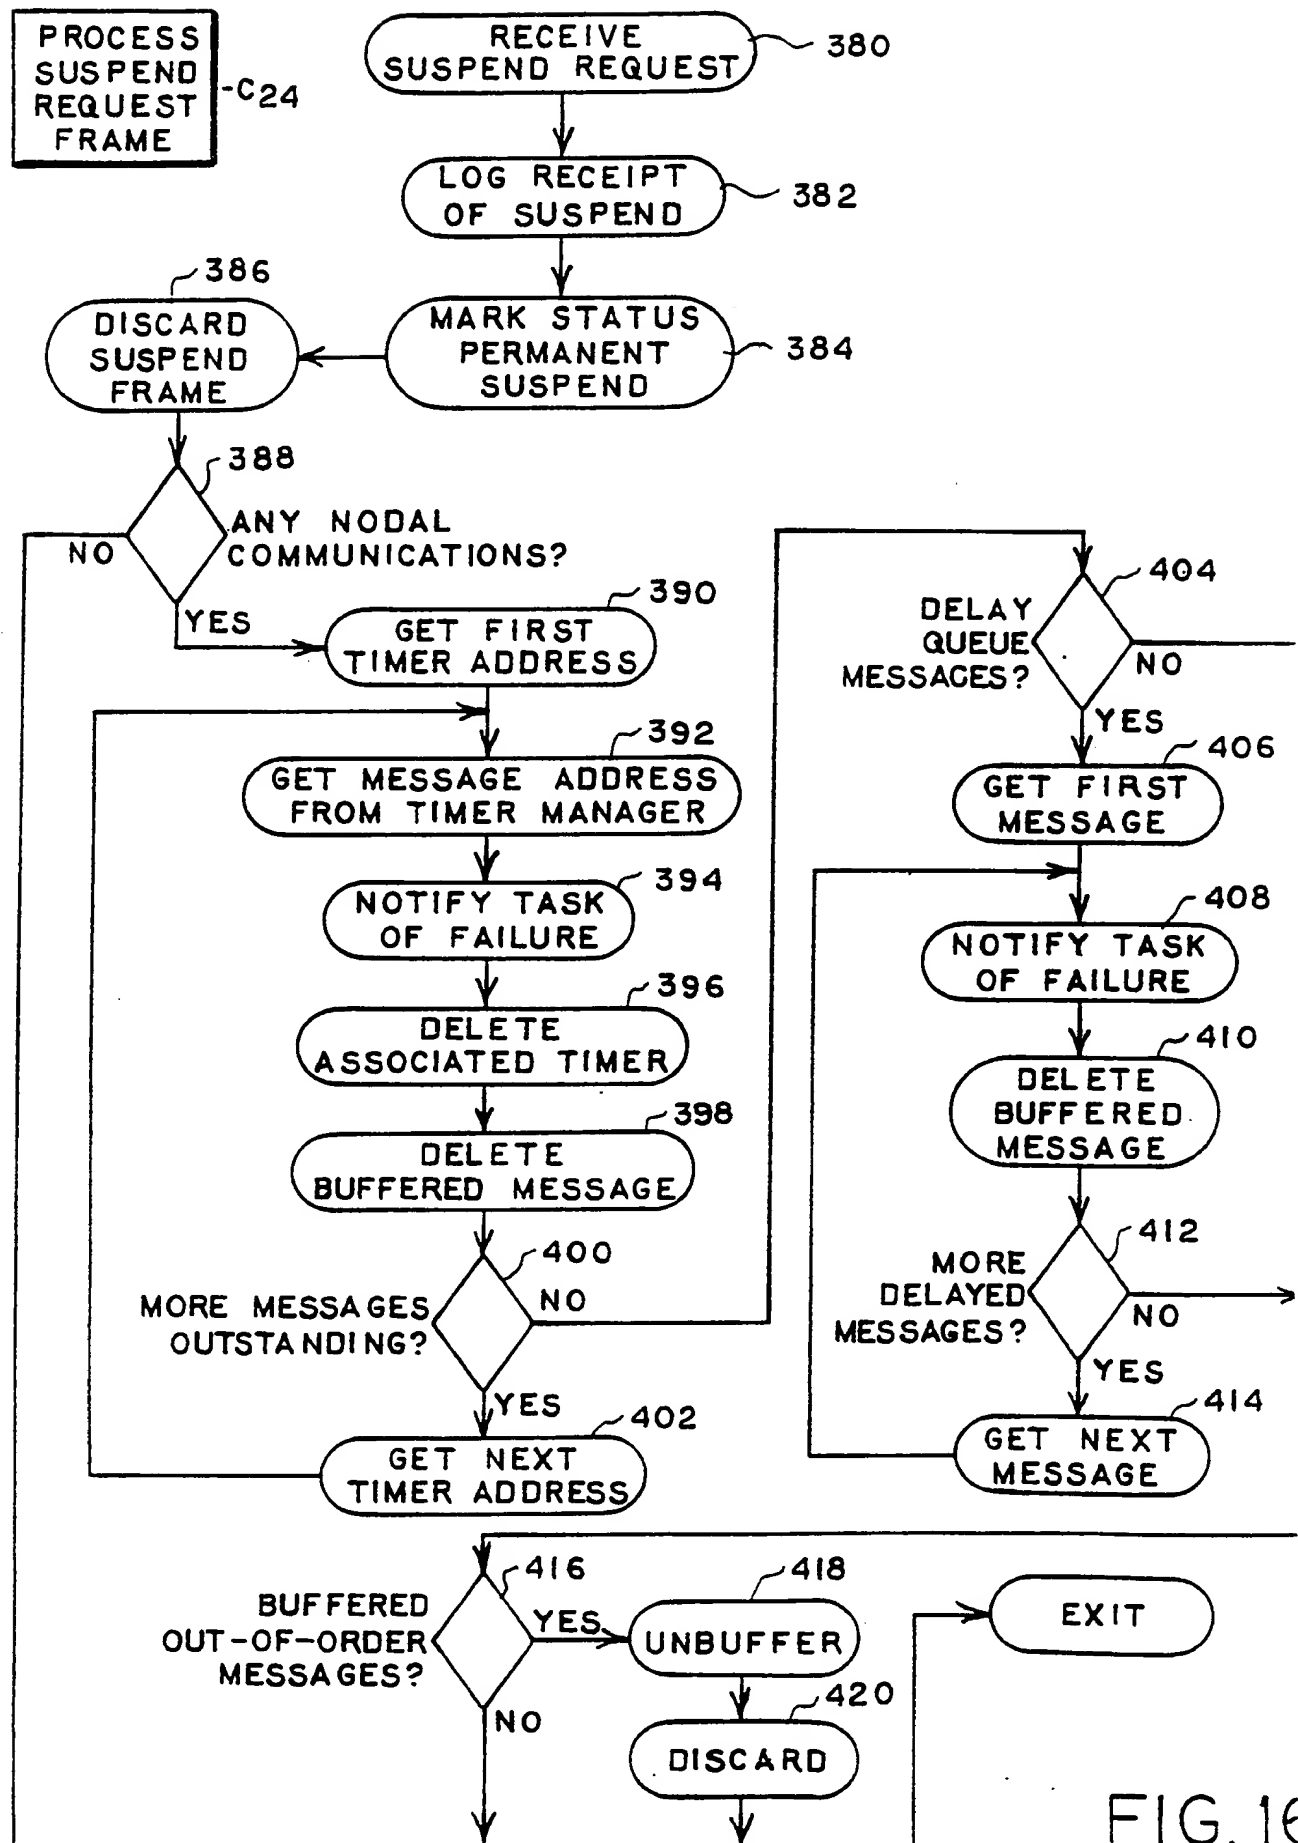 PROCESS
SUSPEND
REQUEST
FRAME
C24
RECEIVE
SUSPEND REQUEST
380
LOG RECEIPT
OF SUSPEND
382
MARK STATUS
PERMANENT
SUSPEND
384
386
DISCARD
SUSPEND
FRAME
388
ANY NODAL
COMMUNICATIONS?
NO
YES
390
GET FIRST
TIMER ADDRESS
392
GET MESSAGE ADDRESS
FROM TIMER MANAGER
394
NOTIFY TASK
OF FAILURE
396
DELETE
ASSOCIATED TIMER
398
DELETE
BUFFERED MESSAGE
400
MORE MESSAGES
OUTSTANDING?
NO
YES
402
GET NEXT
TIMER ADDRESS
404
DELAY
QUEUE
MESSAGES?
NO
YES
406
GET FIRST
MESSAGE
408
NOTIFY TASK
OF FAILURE
410
DELETE
BUFFERED
MESSAGE
412
MORE
DELAYED
MESSAGES?
NO
YES
414
GET NEXT
MESSAGE
416
BUFFERED
OUT-OF-ORDER
MESSAGES?
YES
NO
418
UNBUFFER
420
DISCARD
EXIT
FIG. 16